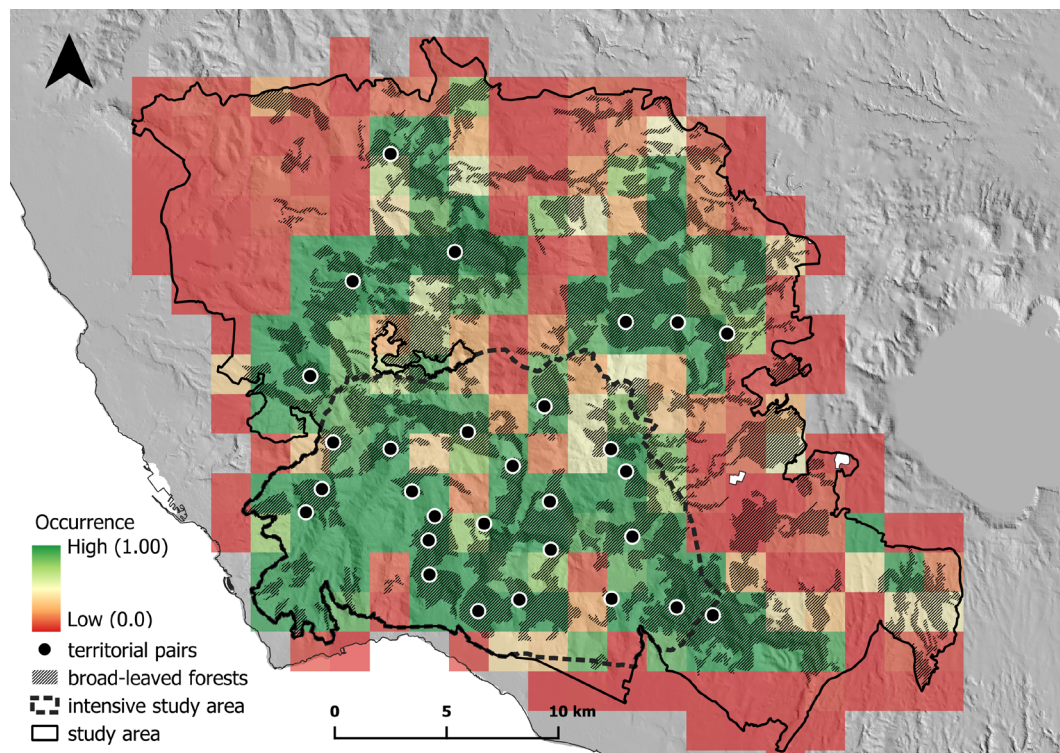 Occurrence
High (1.00)
Low (0.0)
territorial pairs
broad-leaved forests
intensive study area
study area
0 5 10 km